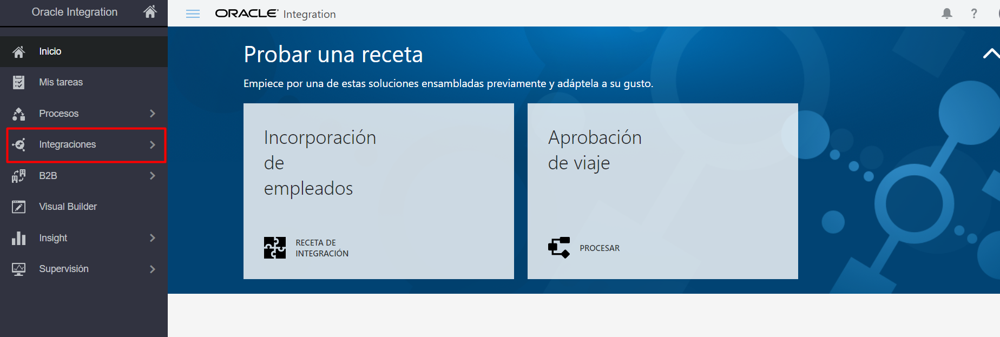 Oracle Integration
ORACLE Integration
?
Inicio
Mis tareas
Procesos
Integraciones
B2B
Visual Builder
Insight
Supervisión
Probar una receta
Empiece por una de estas soluciones ensambladas previamente y adáptela a su gusto.
Incorporación
de
empleados
RECETA DE
INTEGRACIÓN
Aprobación
de viaje
PROCESAR